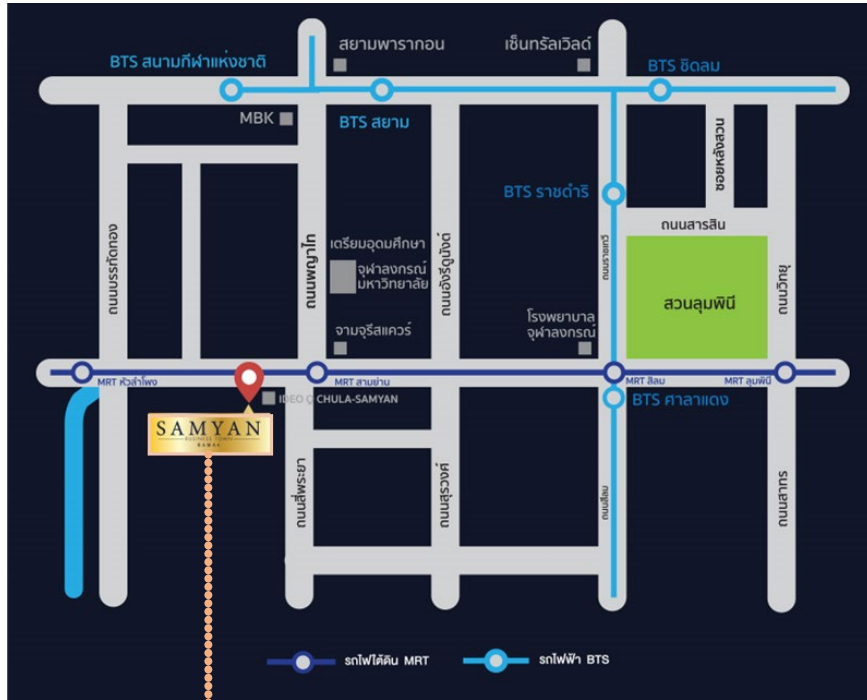 สยามพารากอน
เซ็นทรัลเวิลด์
BTS สนามกีฬาแห่งชาติ
BTS ชิดลม
MBK
BTS สยาม
BTS ราชดำริ
ถนนสารสิน
ถนนบรรทัดทอง
ถนนพญาไท
เตรียมอุดมศึกษา
จุฬาลงกรณ์
มหาวิทยาลัย
ถนนอังรีดูนังต์
ถนนราชดำริ
สวนลุมพินี
ถนนวิทยุ
โรงพยาบาล
จุฬาลงกรณ์
จามจุรีสแควร์
MRT หัวลำโพง
MRT สามย่าน
MRT สีลม
MRT ลุมพินี
IDEO Q CHULA-SAMYAN
BTS ศาลาแดง
SAMYAN
BUSINESS TOWN
ถนนสี่พระยา
ถนนสุรวงศ์
ถนนสีลม
ถนนสาทร
รถไฟใต้ดิน MRT
รถไฟฟ้า BTS